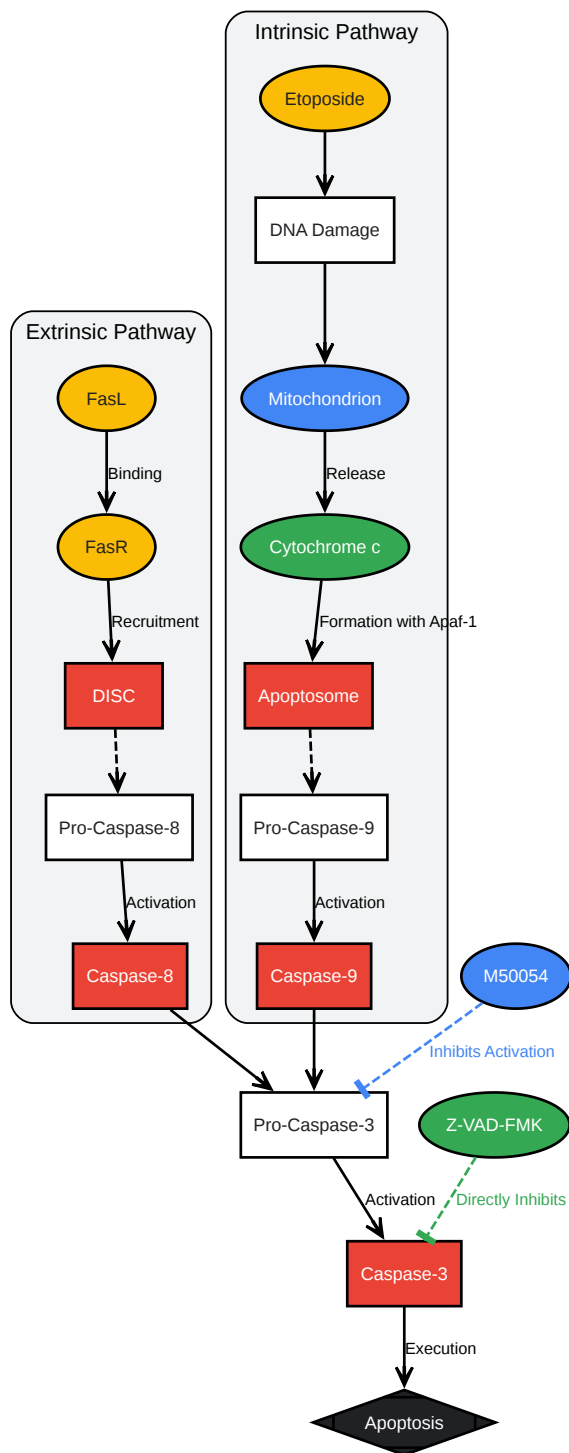 Intrinsic Pathway
Etoposide
DNA Damage
Extrinsic Pathway
FasL
Mitochondrion
Binding
Release
FasR
Cytochrome c
Recruitment
Formation with Apaf-1
DISC
Apoptosome
Pro-Caspase-8
Pro-Caspase-9
Activation
Activation
Caspase-8
Caspase-9
M50054
Inhibits Activation
Pro-Caspase-3
Z-VAD-FMK
Activation
Directly Inhibits
Caspase-3
Execution
Apoptosis